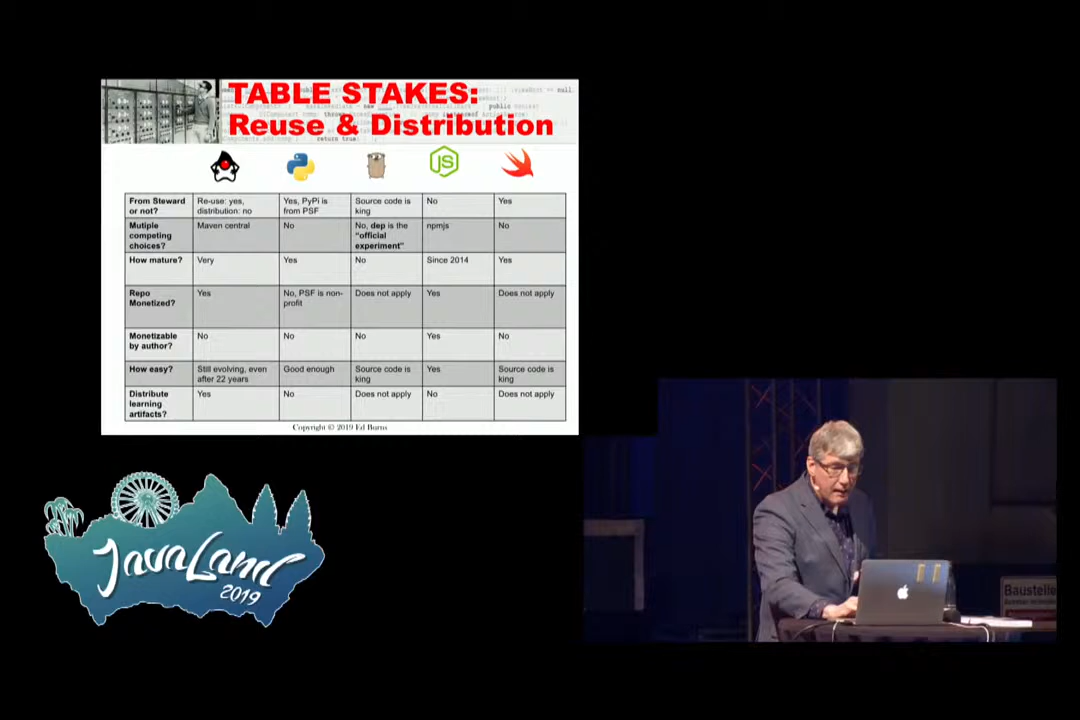 TABLE STAKES:
Reuse & Distribution
JS
From Steward or not?
Re-use: yes, distribution: no
Yes, PyPi is from PSF
Source code is king
No
Yes
Mutiple competing choices?
Maven central
No
No, dep is the "official experiment"
npmjs
No
How mature?
Very
Yes
No
Since 2014
Yes
Repo Monetized?
Yes
No, PSF is non-profit
Does not apply
Yes
Does not apply
Monetizable by author?
No
No
No
Yes
No
How easy?
Still evolving, even after 22 years
Good enough
Source code is king
Yes
Source code is king
Distribute learning artifacts?
Yes
No
Does not apply
No
Does not apply
Copyright © 2019 Ed Burns
JavaLand
2019
Baustelle